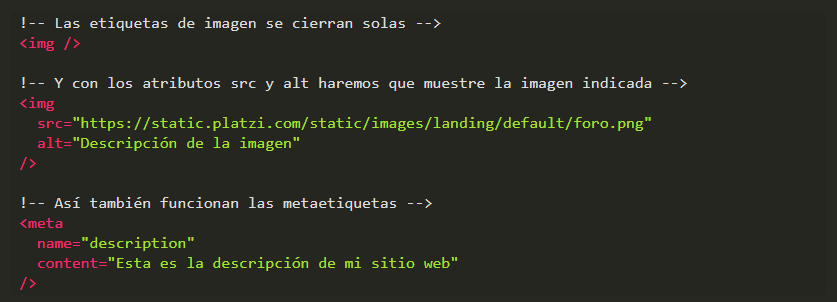 !-- Las etiquetas de imagen se cierran solas -->
<img />
!-- Y con los atributos src y alt haremos que muestre la imagen indicada -->
<img
src="https://static.platzi.com/static/images/landing/default/foro.png"
alt="Descripción de la imagen"
/>
!-- Así también funcionan las metaetiquetas -->
<meta
name="description"
content="Esta es la descripción de mi sitio web"
/>